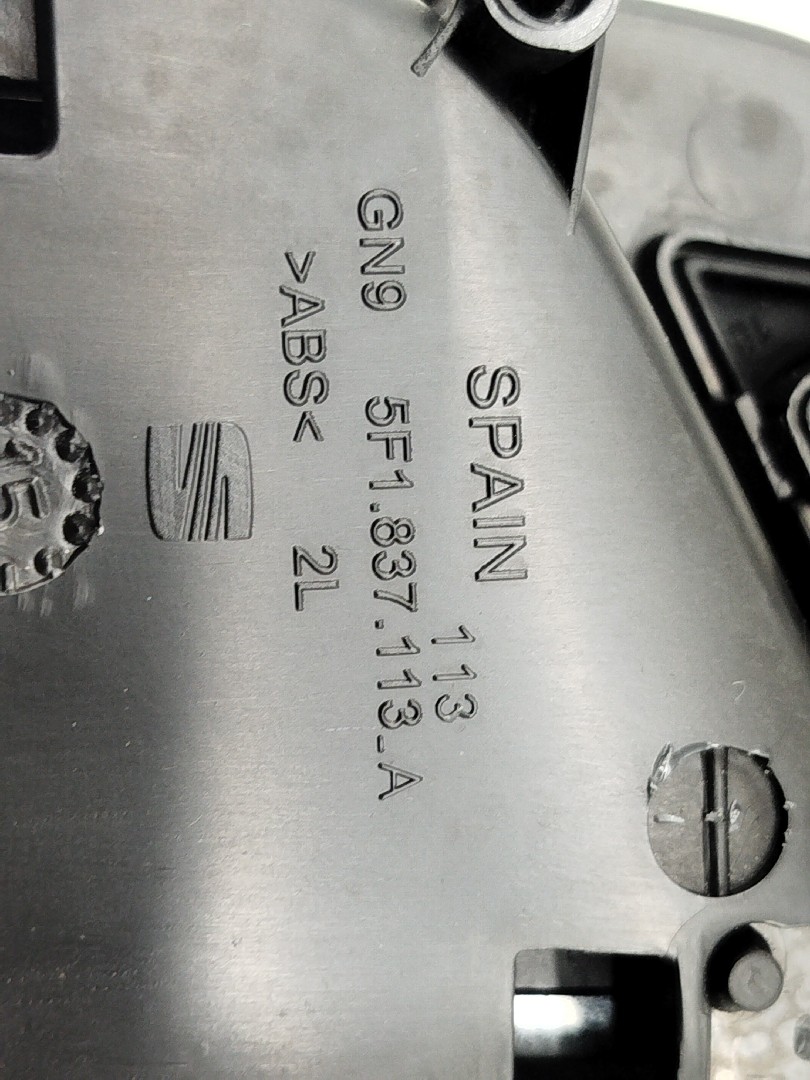 SPAIN 113
GN9 5F1.837.113-A
>ABS< 2L